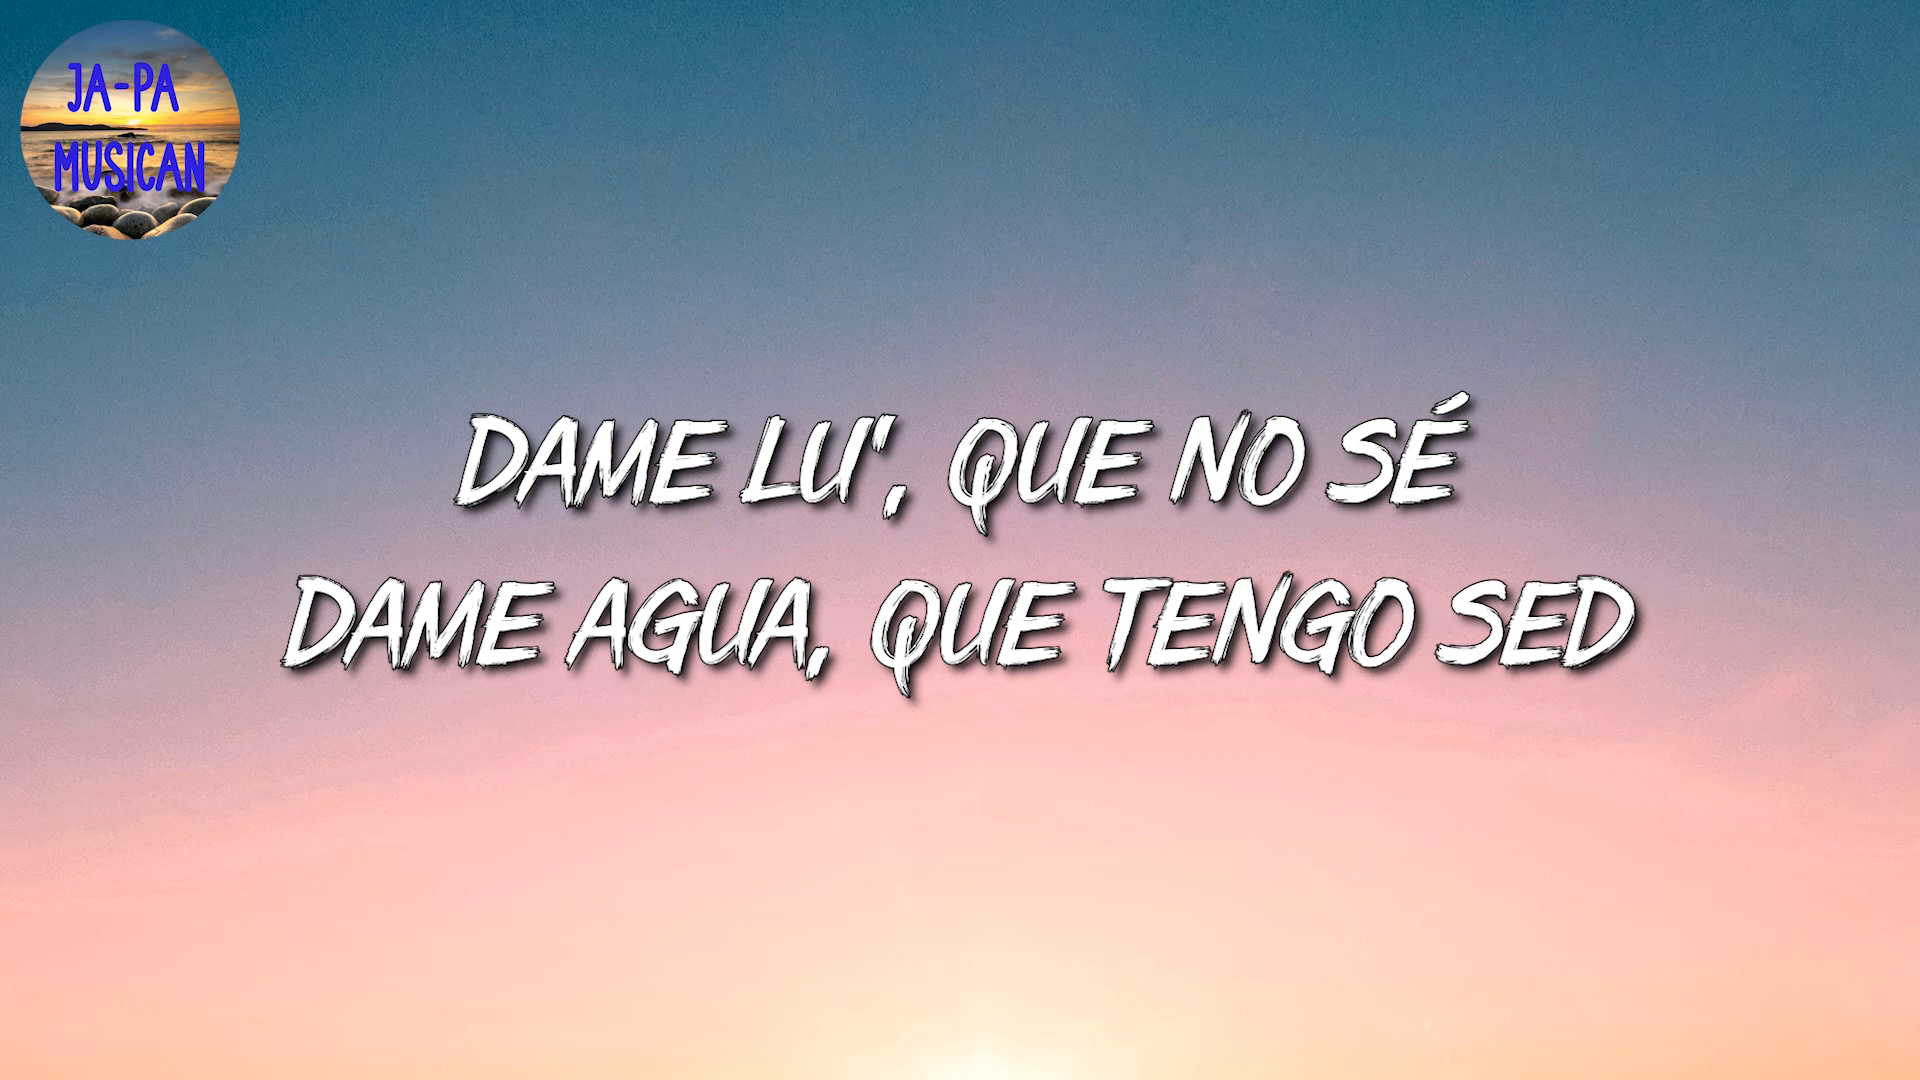 JA-PA
MUSICAN
DAME LU', QUE NO SÉ
DAME AGUA, QUE TENGO SED